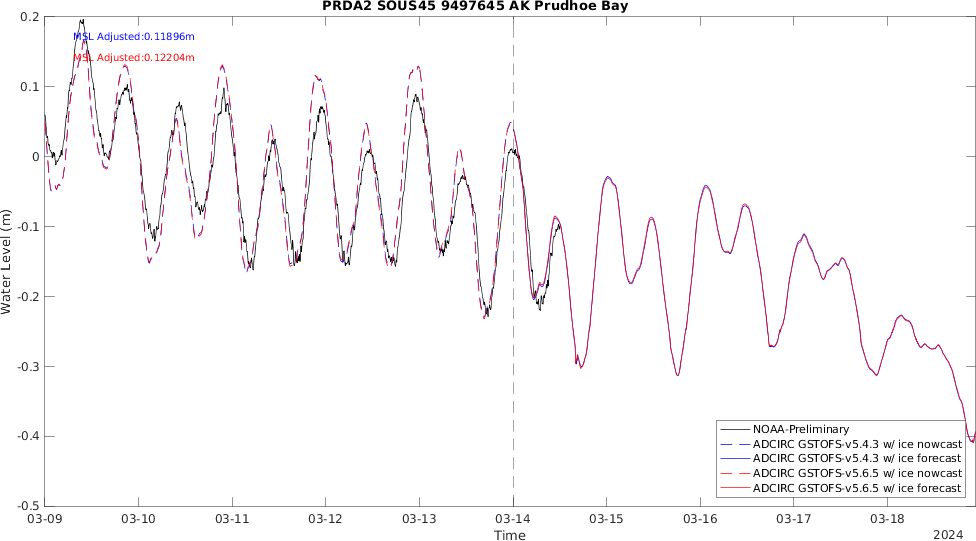 PRDA2 SOUS45 9497645 AK Prudhoe Bay
0.2
MSL Adjusted:0.11896m
MSL Adjusted:0.12204m
0.1
0
-0.1
-0.2
-0.3
-0.4
-0.5
Water Level (m)
NOAA-Preliminary
ADCIRC GSTOFS-v5.4.3 w/ ice nowcast
ADCIRC GSTOFS-v5.4.3 w/ ice forecast
ADCIRC GSTOFS-v5.6.5 w/ ice nowcast
ADCIRC GSTOFS-v5.6.5 w/ ice forecast
03-09 03-10 03-11 03-12 03-13 03-14 03-15 03-16 03-17 03-18
Time
2024